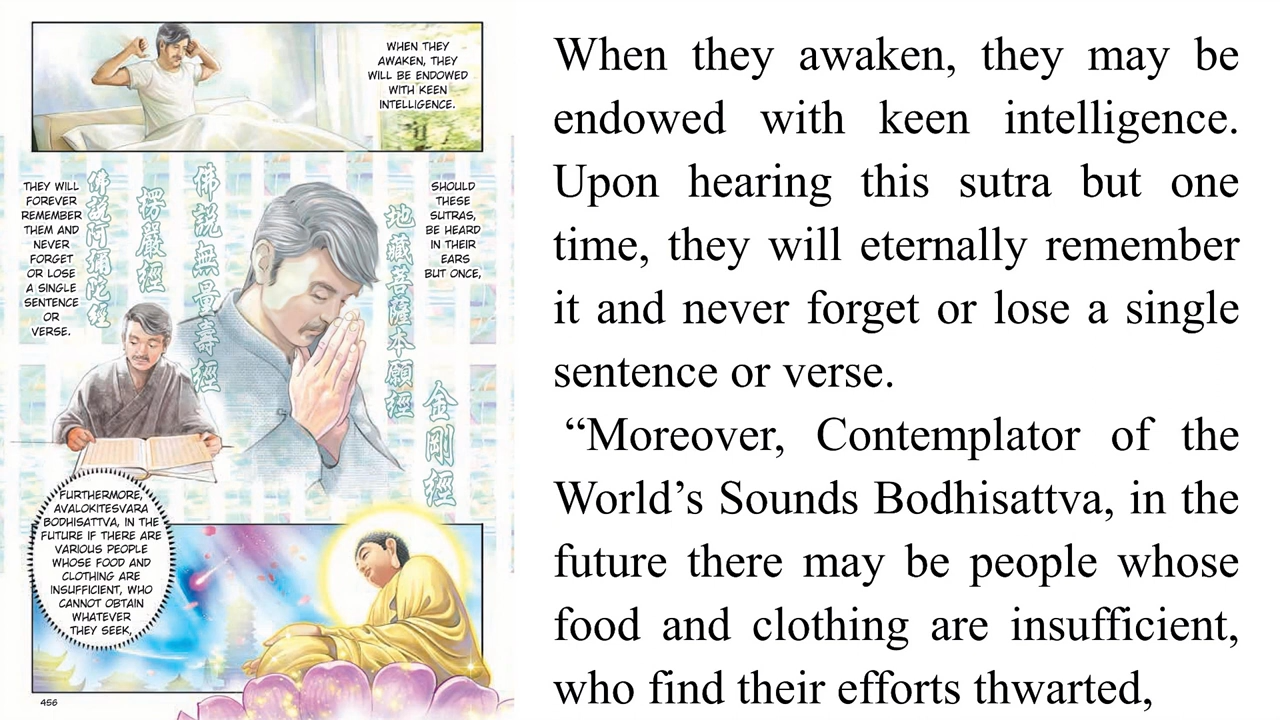 WHEN THEY
AWAKEN, THEY
WILL BE ENDOWED
WITH KEEN
INTELLIGENCE.
SHOULD
THESE
SUTRAS,
BE HEARD
IN THEIR
EARS
BUT ONCE,
地藏菩薩本願經
金剛經
佛說無量壽經
楞嚴經
佛說阿彌陀經
THEY WILL
FOREVER
REMEMBER
THEM AND
NEVER
FORGET
OR LOSE
A SINGLE
SENTENCE
OR
VERSE.
FURTHERMORE,
AVALOKITESVARA
BODHISATTVA, IN THE
FUTURE IF THERE ARE
VARIOUS PEOPLE
WHOSE FOOD AND
CLOTHING ARE
INSUFFICIENT, WHO
CANNOT OBTAIN
WHATEVER
THEY SEEK,
456
When they awaken, they may be
endowed with keen intelligence.
Upon hearing this sutra but one
time, they will eternally remember
it and never forget or lose a single
sentence or verse.
“Moreover, Contemplator of the
World’s Sounds Bodhisattva, in the
future there may be people whose
food and clothing are insufficient,
who find their efforts thwarted,